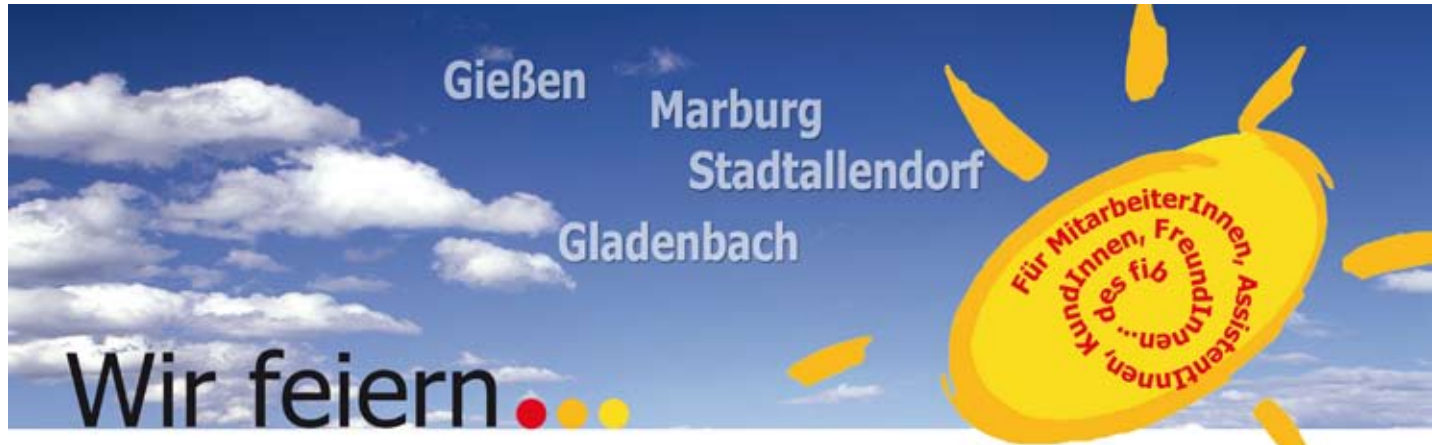 Gießen
Marburg
Stadtallendorf
Gladenbach
Für MitarbeiterInnen, AssistentInnen, KundInnen, FreundInnen... des fib
Wir feiern...